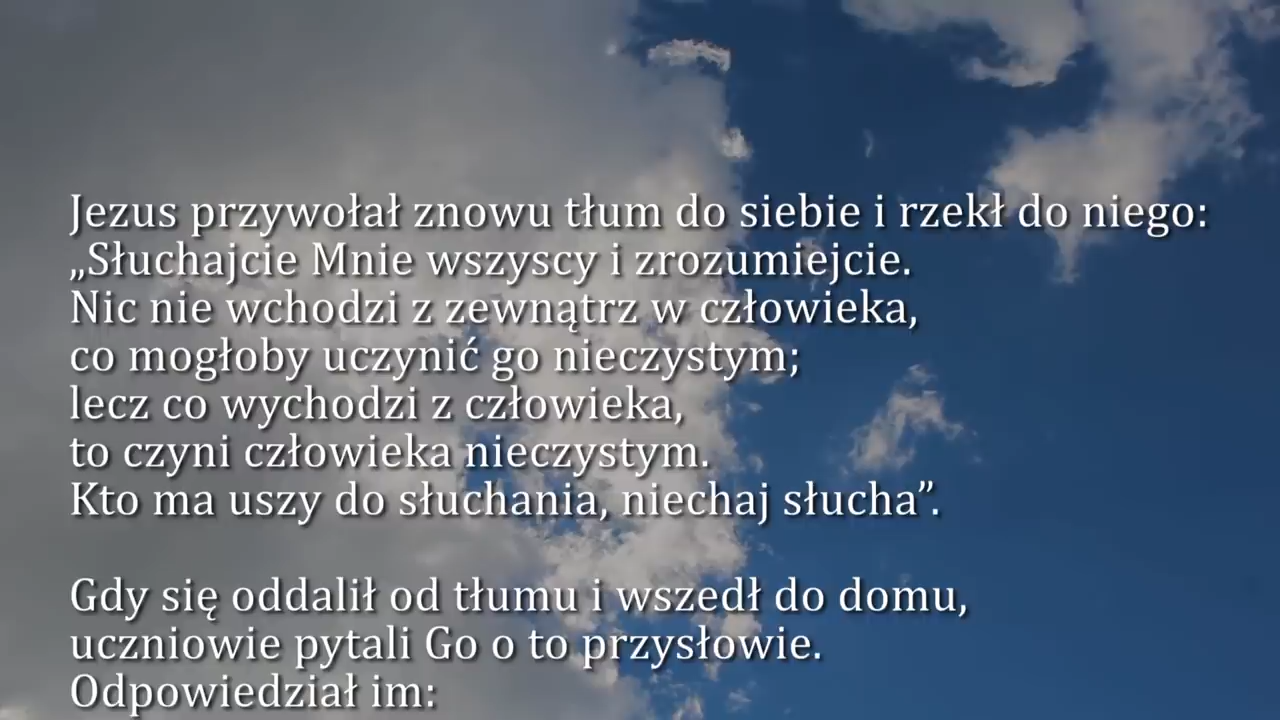 Jezus przywołał znowu tłum do siebie i rzekł do niego:
„Słuchajcie Mnie wszyscy i zrozumiejcie.
Nic nie wchodzi z zewnątrz w człowieka,
co mogłoby uczynić go nieczystym;
lecz co wychodzi z człowieka,
to czyni człowieka nieczystym.
Kto ma uszy do słuchania, niechaj słucha”.
Gdy się oddalił od tłumu i wszedł do domu,
uczniowie pytali Go o to przysłowie.
Odpowiedział im: